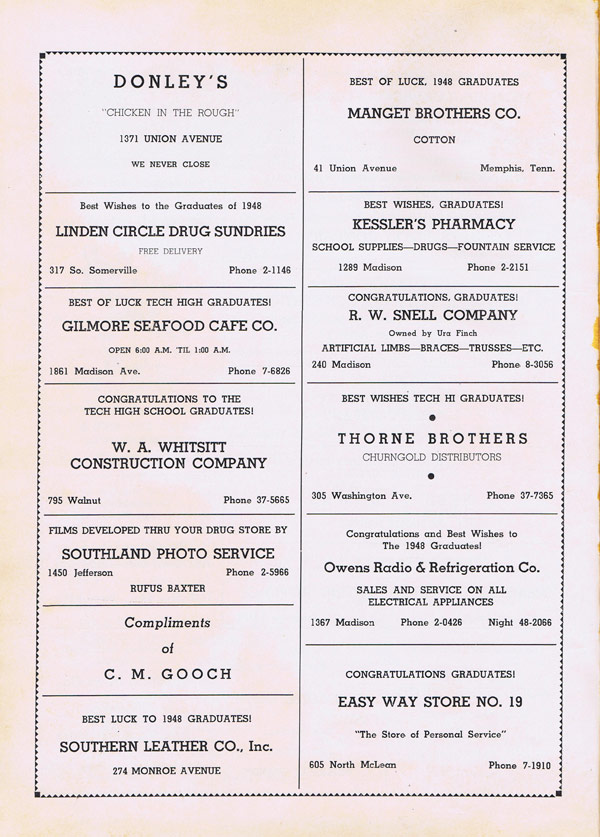 DONLEY'S
"CHICKEN IN THE ROUGH"
1371 UNION AVENUE
WE NEVER CLOSE
Best Wishes to the Graduates of 1948
LINDEN CIRCLE DRUG SUNDRIES
FREE DELIVERY
317 So. Somerville Phone 2-1146
BEST OF LUCK TECH HIGH GRADUATES!
GILMORE SEAFOOD CAFE CO.
OPEN 6:00 A.M. 'TIL 1:00 A.M.
1861 Madison Ave. Phone 7-6826
CONGRATULATIONS TO THE
TECH HIGH SCHOOL GRADUATES!
W. A. WHITSITT
CONSTRUCTION COMPANY
795 Walnut Phone 37-5665
FILMS DEVELOPED THRU YOUR DRUG STORE BY
SOUTHLAND PHOTO SERVICE
1450 Jefferson Phone 2-5966
RUFUS BAXTER
Compliments
of
C. M. GOOCH
BEST LUCK TO 1948 GRADUATES!
SOUTHERN LEATHER CO., Inc.
274 MONROE AVENUE
BEST OF LUCK, 1948 GRADUATES
MANGET BROTHERS CO.
COTTON
41 Union Avenue Memphis, Tenn.
BEST WISHES, GRADUATES!
KESSLER'S PHARMACY
SCHOOL SUPPLIES—DRUGS—FOUNTAIN SERVICE
1289 Madison Phone 2-2151
CONGRATULATIONS, GRADUATES!
R. W. SNELL COMPANY
Owned by Ura Finch
ARTIFICIAL LIMBS—BRACES—TRUSSES—ETC.
240 Madison Phone 8-3056
BEST WISHES TECH HI GRADUATES!
THORNE BROTHERS
CHURNGOLD DISTRIBUTORS
305 Washington Ave. Phone 37-7365
Congratulations and Best Wishes to
The 1948 Graduates!
Owens Radio & Refrigeration Co.
SALES AND SERVICE ON ALL
ELECTRICAL APPLIANCES
1367 Madison Phone 2-0426 Night 48-2066
CONGRATULATIONS GRADUATES!
EASY WAY STORE NO. 19
"The Store of Personal Service"
605 North McLean Phone 7-1910